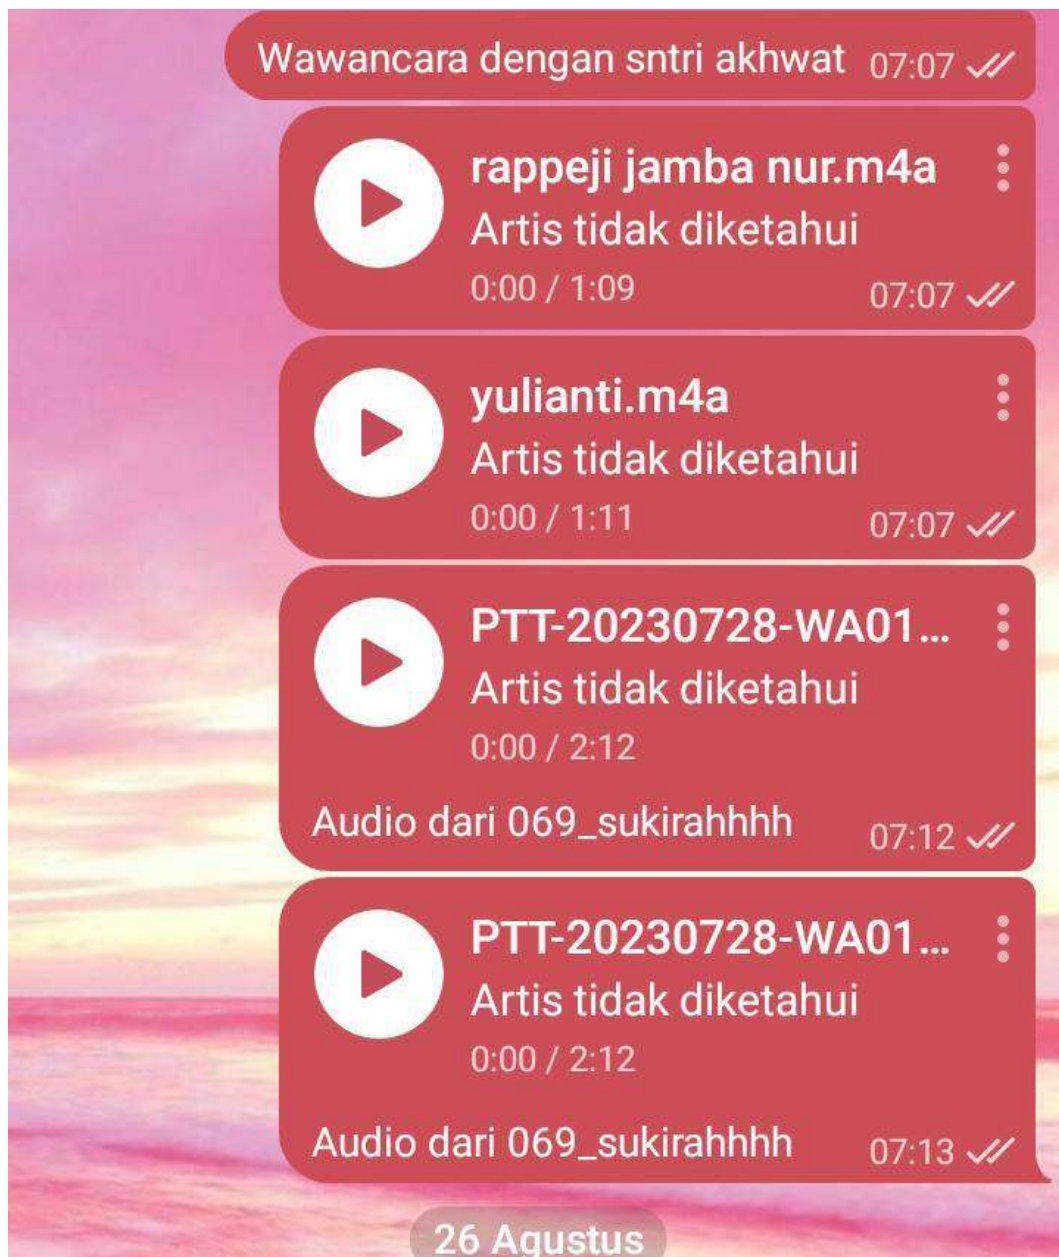 Wawancara dengan sntri akhwat 07:07
rappeji jamba nur.m4a
Artis tidak diketahui
0:00 / 1:09 07:07
yulianti.m4a
Artis tidak diketahui
0:00 / 1:11 07:07
PTT-20230728-WA01...
Artis tidak diketahui
0:00 / 2:12
Audio dari 069_sukirahhhh 07:12
PTT-20230728-WA01...
Artis tidak diketahui
0:00 / 2:12
Audio dari 069_sukirahhhh 07:13
26 Agustus